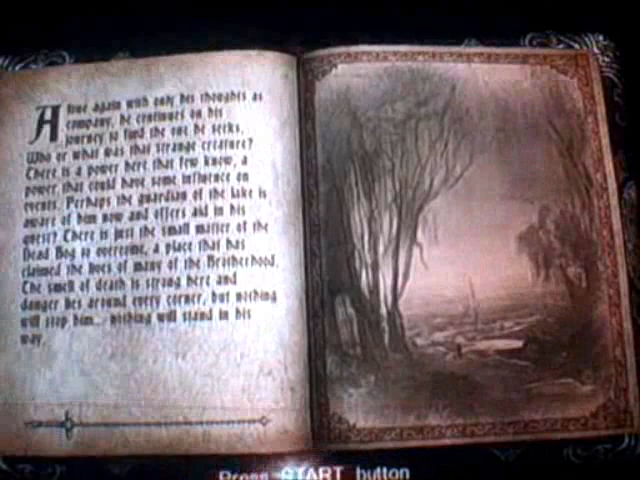 Alone again with only his thoughts as
company, he continues on his
journey to find the one he seeks.
Who or what was that strange creature?
There is a power here that few know, a
power that could have some influence on
events. Perhaps the guardian of the lake is
aware of him now and offers aid in his
quest? There is just the small matter of the
Dead Bog to overcome, a place that has
claimed the lives of many of the Brotherhood.
The smell of death is strong here and
danger lies around every corner, but nothing
will stop him... nothing will stand in his
way.
Press START button